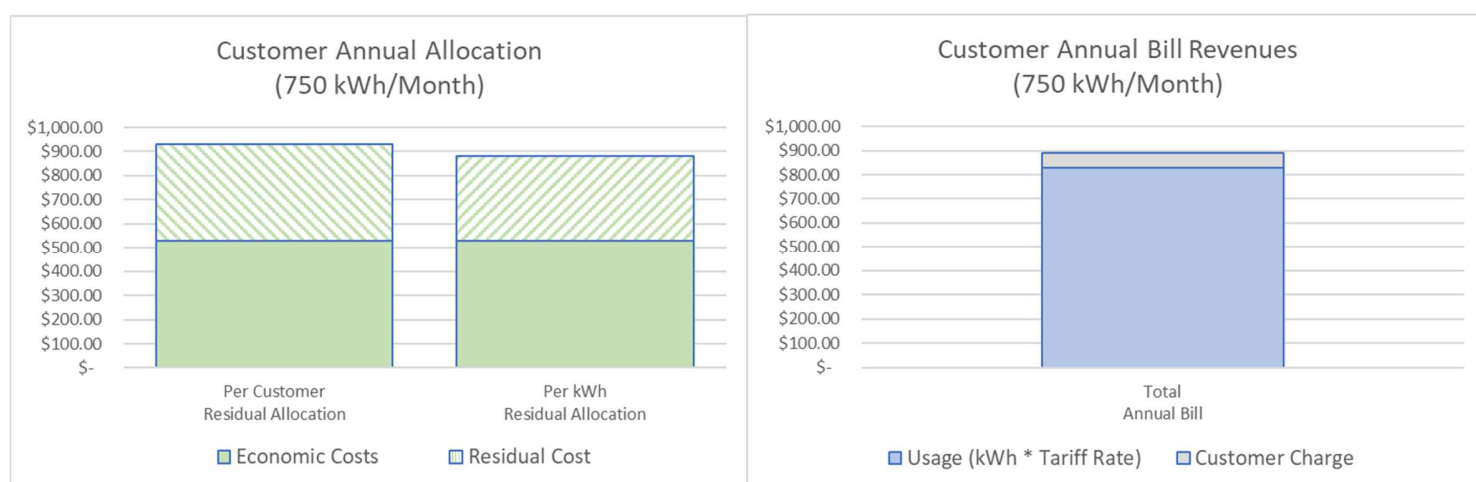 Customer Annual Allocation
(750 kWh/Month)
$1,000.00
$900.00
$800.00
$700.00
$600.00
$500.00
$400.00
$300.00
$200.00
$100.00
$-
Per Customer
Residual Allocation
Per kWh
Residual Allocation
Economic Costs
Residual Cost
Customer Annual Bill Revenues
(750 kWh/Month)
$1,000.00
$900.00
$800.00
$700.00
$600.00
$500.00
$400.00
$300.00
$200.00
$100.00
$-
Total
Annual Bill
Usage (kWh * Tariff Rate)
Customer Charge